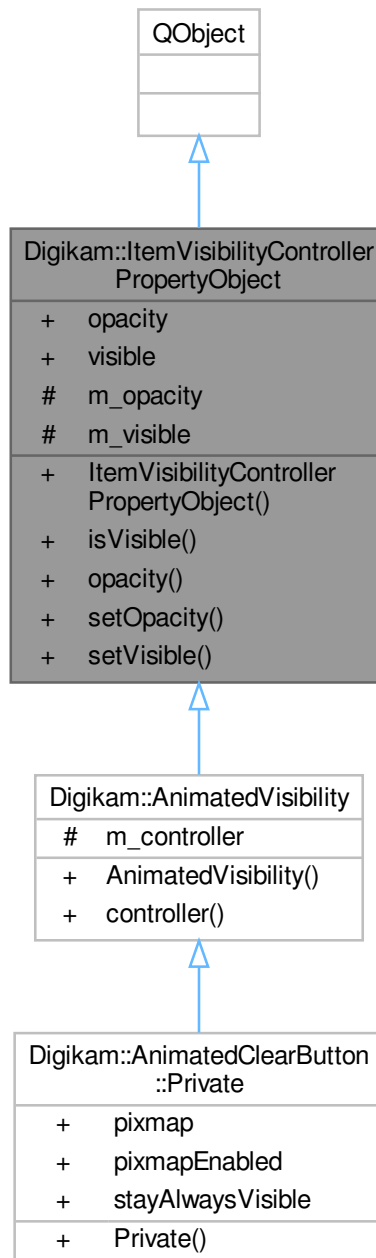 QObject
Digikam::ItemVisibilityController
PropertyObject
+ opacity
+ visible
# m_opacity
# m_visible
+ ItemVisibilityController
PropertyObject()
+ isVisible()
+ opacity()
+ setOpacity()
+ setVisible()
Digikam::AnimatedVisibility
# m_controller
+ AnimatedVisibility()
+ controller()
Digikam::AnimatedClearButton
::Private
+ pixmap
+ pixmapEnabled
+ stayAlwaysVisible
+ Private()